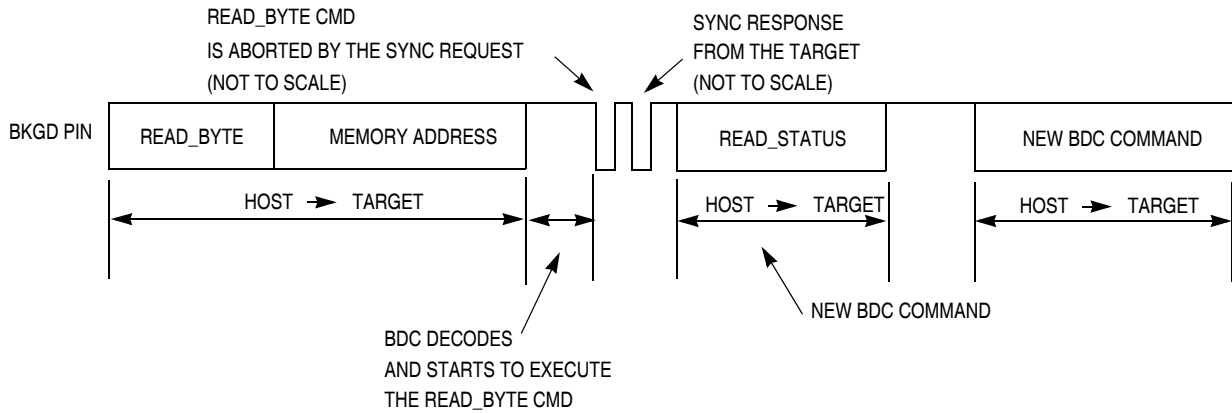 READ_BYTE CMD
IS ABORTED BY THE SYNC REQUEST
(NOT TO SCALE)
SYNC RESPONSE
FROM THE TARGET
(NOT TO SCALE)
BKGD PIN
READ_BYTE
MEMORY ADDRESS
READ_STATUS
NEW BDC COMMAND
HOST → TARGET
HOST → TARGET
HOST → TARGET
NEW BDC COMMAND
BDC DECODES
AND STARTS TO EXECUTE
THE READ_BYTE CMD